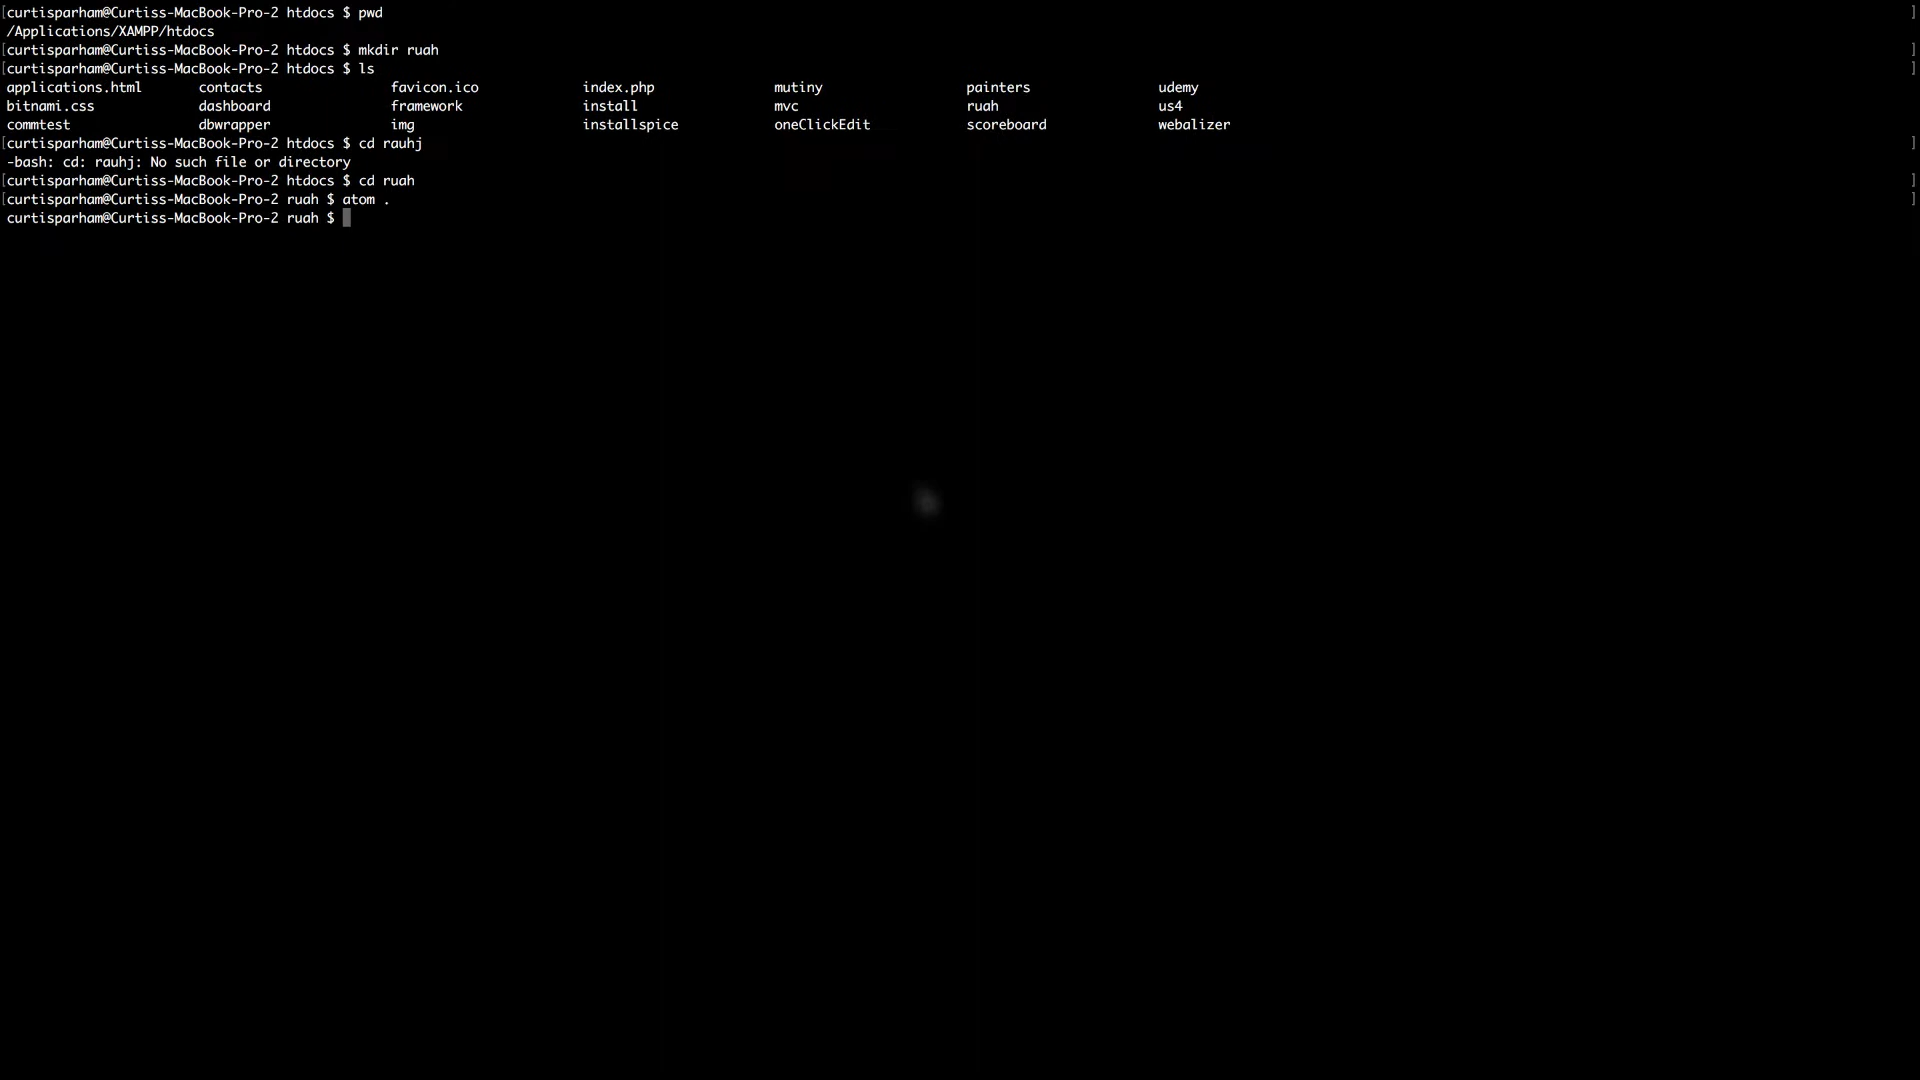 [curtisparham@Curtiss-MacBook-Pro-2 htdocs $ pwd ]
/Applications/XAMPP/htdocs
[curtisparham@Curtiss-MacBook-Pro-2 htdocs $ mkdir ruah ]
[curtisparham@Curtiss-MacBook-Pro-2 htdocs $ ls ]
applications.html contacts favicon.ico index.php mutiny painters udemy
bitnami.css dashboard framework install mvc ruah us4
commtest dbwrapper img installspice oneClickEdit scoreboard webalizer
[curtisparham@Curtiss-MacBook-Pro-2 htdocs $ cd rauhj ]
-bash: cd: rauhj: No such file or directory
[curtisparham@Curtiss-MacBook-Pro-2 htdocs $ cd ruah ]
[curtisparham@Curtiss-MacBook-Pro-2 ruah $ atom . ]
curtisparham@Curtiss-MacBook-Pro-2 ruah $